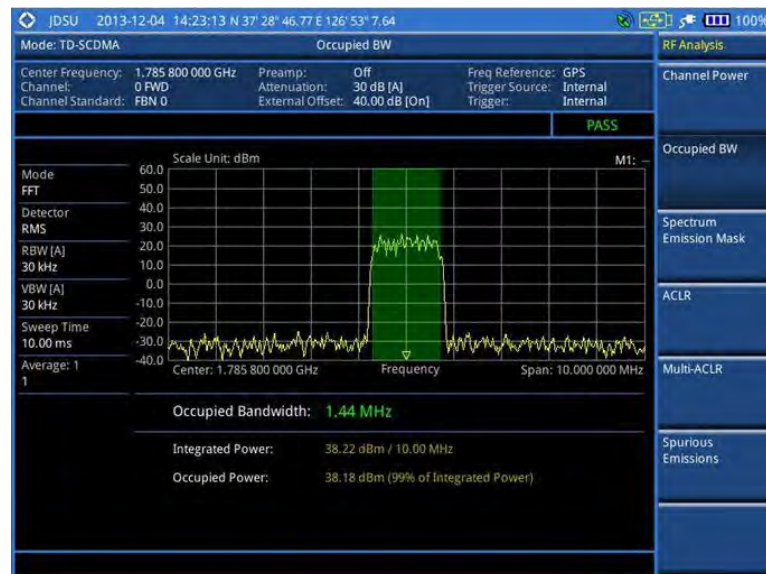 JDSU 2013-12-04 14:23:13 N 37' 28" 46.77 E 126' 53" 7.64 100%
Mode: TD-SCDMA Occupied BW RF Analysis
Center Frequency: 1.785 800 000 GHz Preamp: Off Freq Reference: GPS
Channel: 0 FWD Attenuation: 30 dB [A] Trigger Source: Internal
Channel Standard: FBN 0 External Offset: 40.00 dB [On] Trigger: Internal
PASS
Scale Unit: dBm M1: --
Mode
FFT
Detector
RMS
RBW [A]
30 kHz
VBW [A]
30 kHz
Sweep Time
10.00 ms
Average: 1
1
60.0
50.0
40.0
30.0
20.0
10.0
0.0
-10.0
-20.0
-30.0
-40.0
Center: 1.785 800 000 GHz Frequency Span: 10.000 000 MHz
Occupied Bandwidth: 1.44 MHz
Integrated Power: 38.22 dBm / 10.00 MHz
Occupied Power: 38.18 dBm (99% of Integrated Power)
Channel Power
Occupied BW
Spectrum
Emission Mask
ACLR
Multi-ACLR
Spurious
Emissions